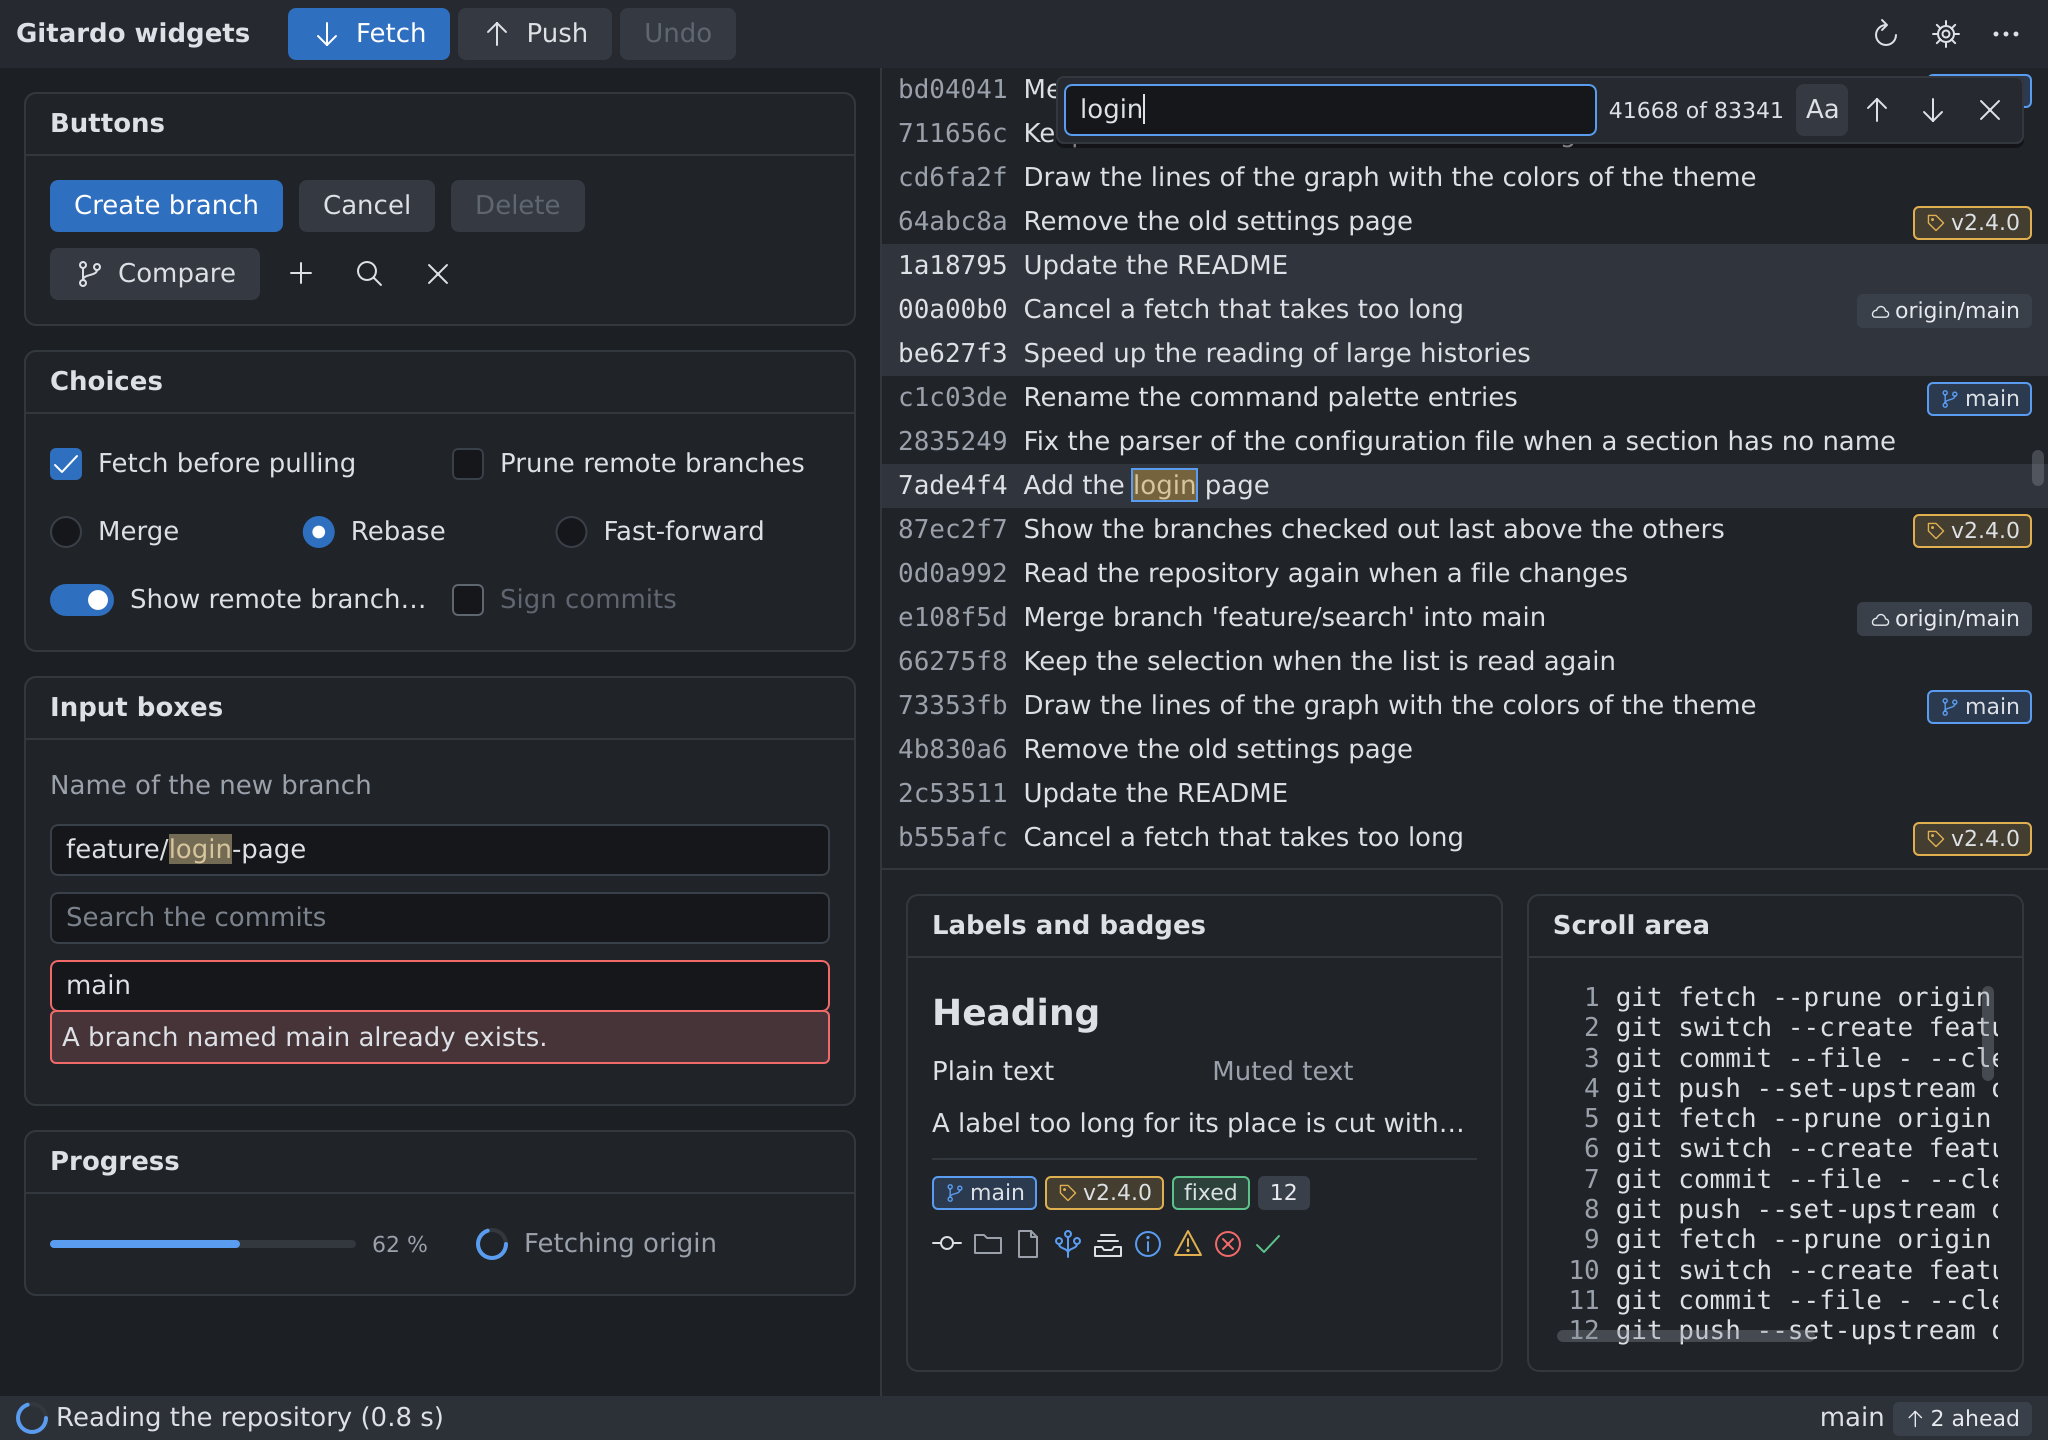 Gitardo widgets
Fetch
Push
Undo
Buttons
Create branch
Cancel
Delete
Compare
Choices
Fetch before pulling
Prune remote branches
Merge
Rebase
Fast-forward
Show remote branch…
Sign commits
Input boxes
Name of the new branch
feature/login-page
Search the commits
main
A branch named main already exists.
Progress
62 %
Fetching origin
login
41668 of 83341
Aa
bd04041
711656c
cd6fa2f Draw the lines of the graph with the colors of the theme
64abc8a Remove the old settings page v2.4.0
1a18795 Update the README
00a00b0 Cancel a fetch that takes too long origin/main
be627f3 Speed up the reading of large histories
c1c03de Rename the command palette entries main
2835249 Fix the parser of the configuration file when a section has no name
7ade4f4 Add the login page
87ec2f7 Show the branches checked out last above the others v2.4.0
0d0a992 Read the repository again when a file changes
e108f5d Merge branch 'feature/search' into main origin/main
66275f8 Keep the selection when the list is read again
73353fb Draw the lines of the graph with the colors of the theme main
4b830a6 Remove the old settings page
2c53511 Update the README
b555afc Cancel a fetch that takes too long v2.4.0
Labels and badges
Heading
Plain text
Muted text
A label too long for its place is cut with…
main
v2.4.0
fixed
12
Scroll area
1 git fetch --prune origin
2 git switch --create featu
3 git commit --file - --cle
4 git push --set-upstream
5 git fetch --prune origin
6 git switch --create featu
7 git commit --file - --cle
8 git push --set-upstream
9 git fetch --prune origin
10 git switch --create featu
11 git commit --file - --cle
12 git push --set-upstream
Reading the repository (0.8 s)
main
2 ahead